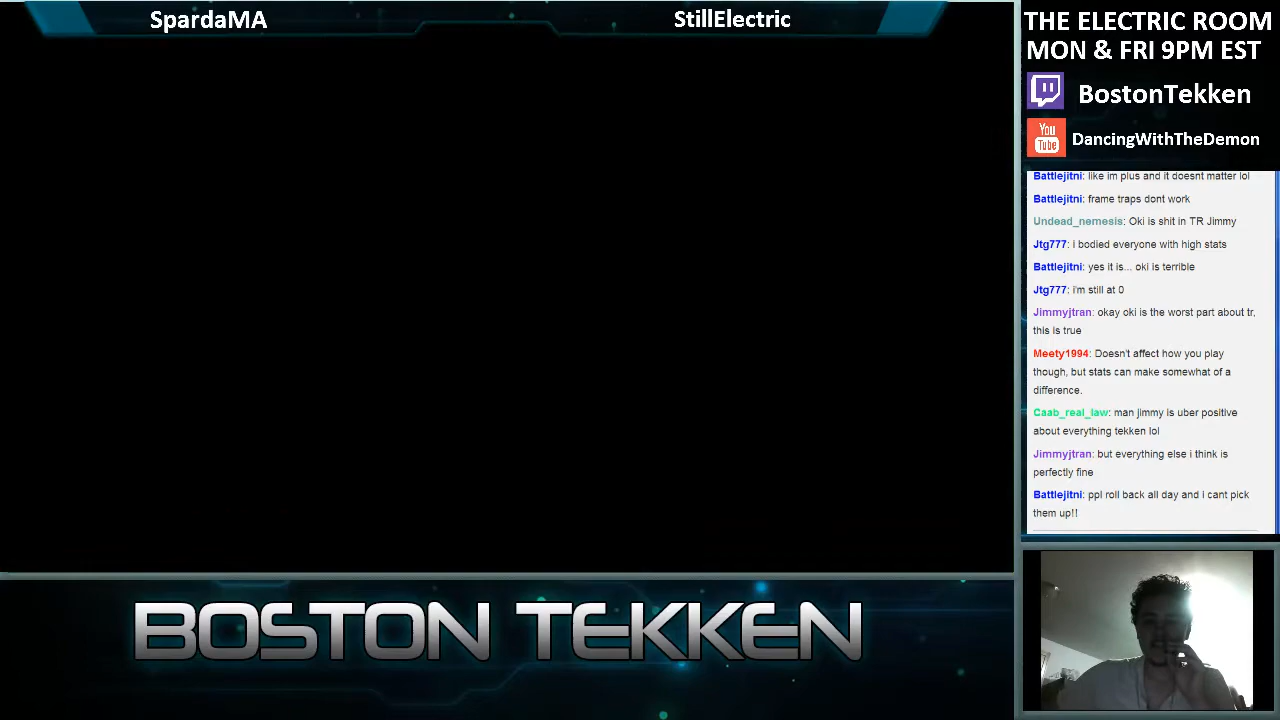 SpardaMA
StillElectric
THE ELECTRIC ROOM
MON & FRI 9PM EST
BostonTekken
You
Tube
DancingWithTheDemon
Battlejitni: like im plus and it doesnt matter lol
Battlejitni: frame traps dont work
Undead_nemesis: Oki is shit in TR Jimmy
Jtg777: i bodied everyone with high stats
Battlejitni: yes it is... oki is terrible
Jtg777: i'm still at 0
Jimmyjtran: okay oki is the worst part about tr,
this is true
Meety1994: Doesn't affect how you play
though, but stats can make somewhat of a
difference.
Caab_real_law: man jimmy is uber positive
about everything tekken lol
Jimmyjtran: but everything else i think is
perfectly fine
Battlejitni: ppl roll back all day and i cant pick
them up!!
BOSTON TEKKEN